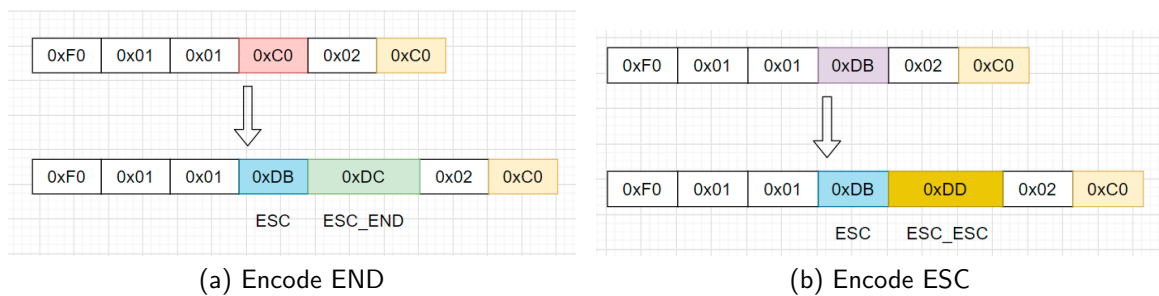 0xF0 0x01 0x01 0xC0 0x02 0xC0
0xF0 0x01 0x01 0xDB 0xDC 0x02 0xC0
ESC ESC_END
(a) Encode END
0xF0 0x01 0x01 0xDB 0x02 0xC0
0xF0 0x01 0x01 0xDB 0xDD 0x02 0xC0
ESC ESC_ESC
(b) Encode ESC